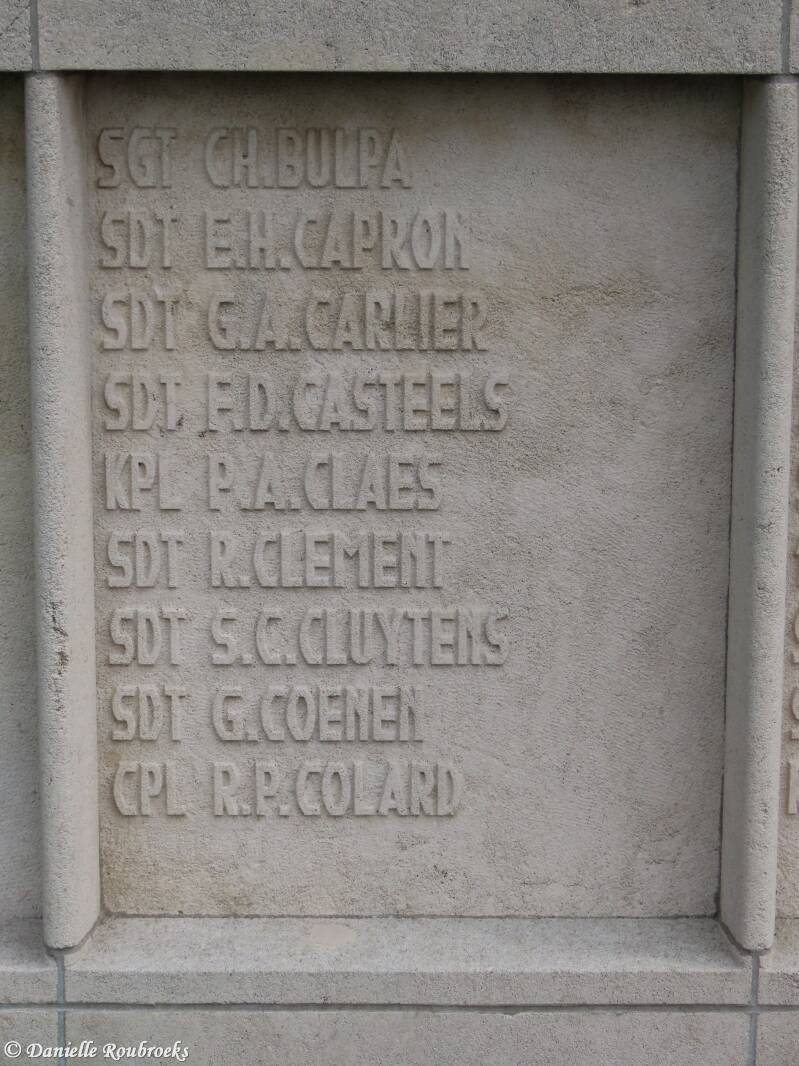 SGT CH.BULPA
SDT E.H.CAPRON
SDT G.A.CARLIER
SDT F.D.CASTEELS
KPL P.A.CLAES
SDT R.CLEMENT
SDT S.C.CLUYTENS
SDT G.COENEN
CPL R.P.COLARD
© Danielle Roubroeks